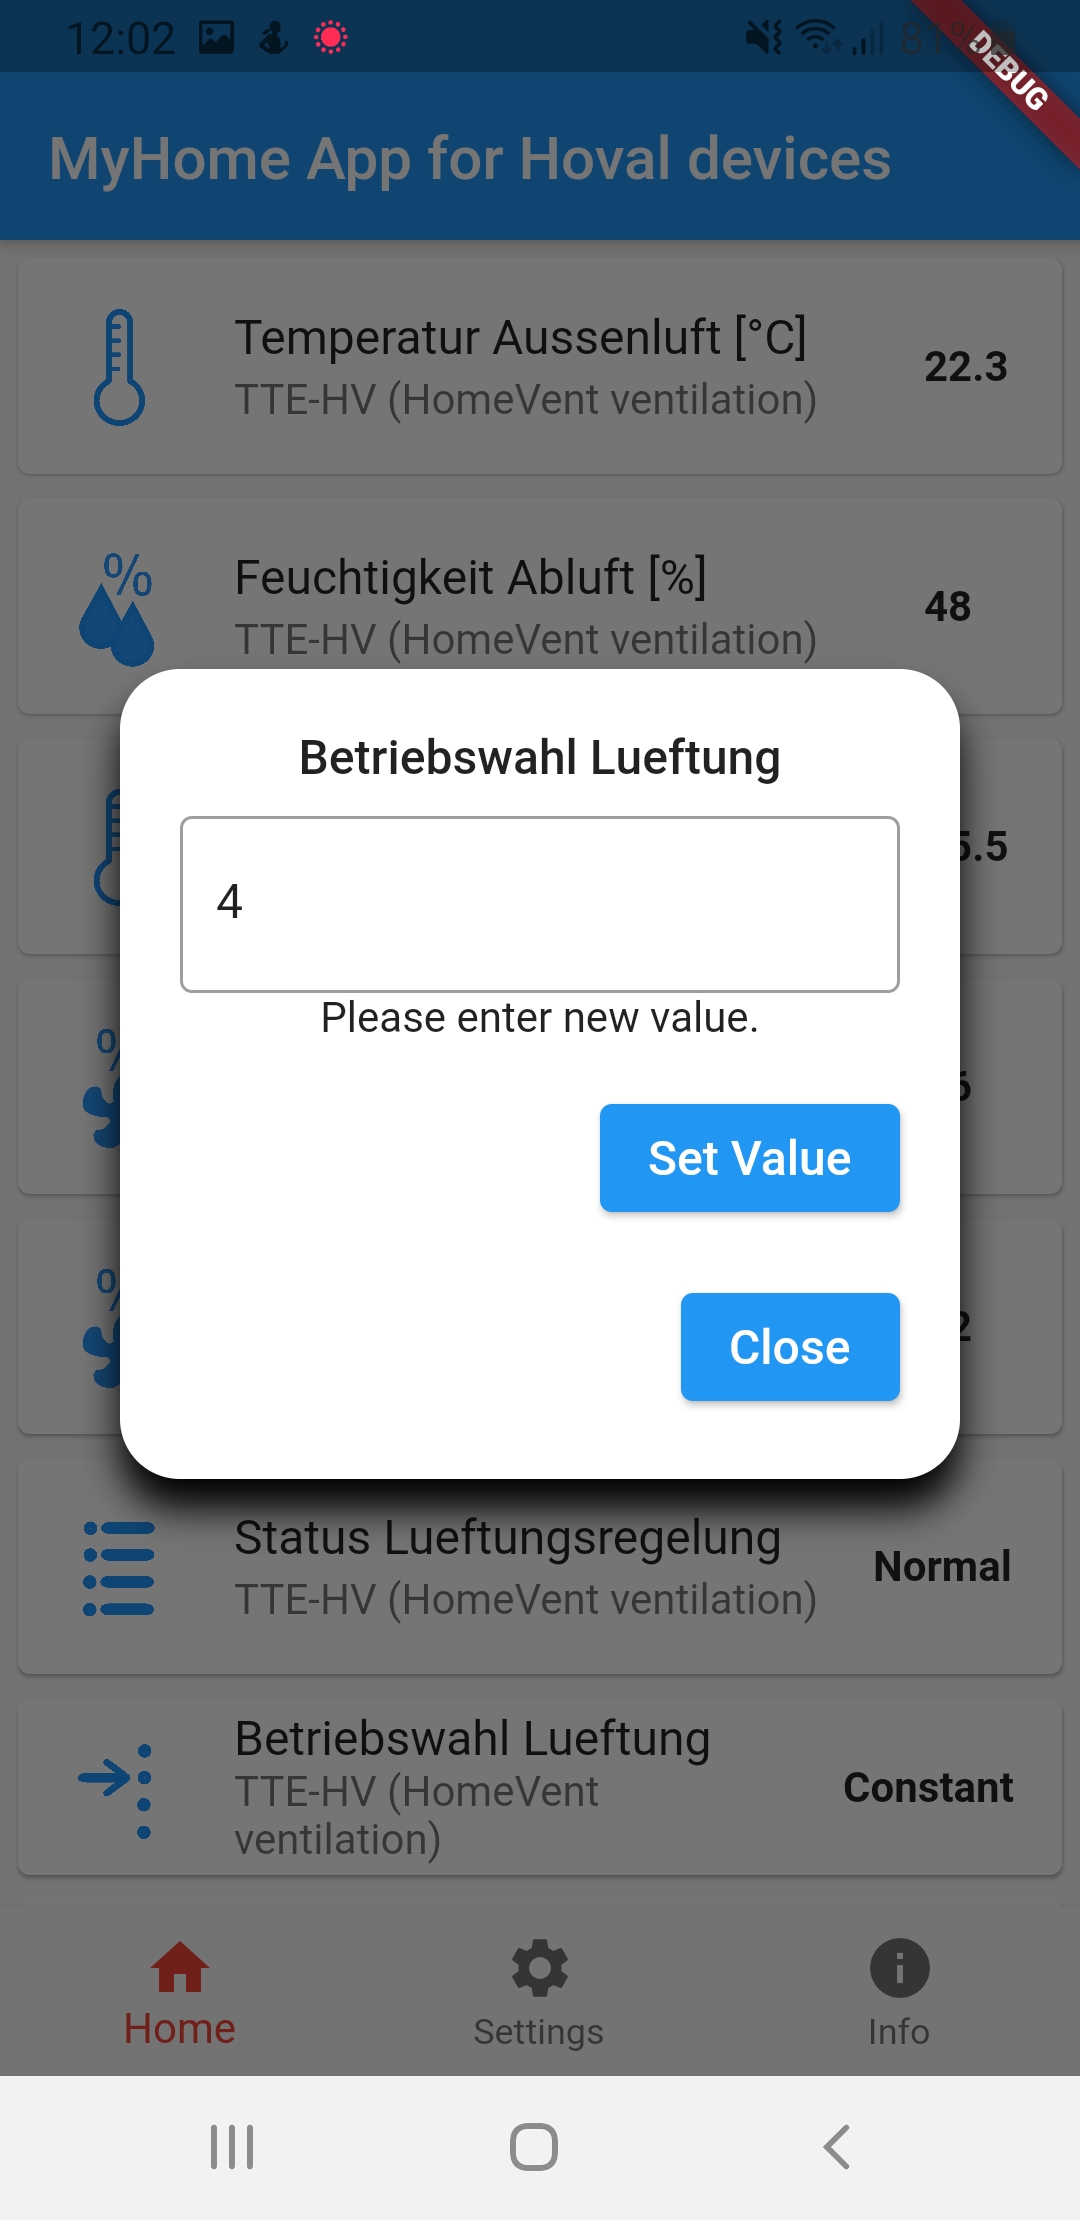 12:02
DEBUG
MyHome App for Hoval devices
Temperatur Aussenluft [°C]
TTE-HV (HomeVent ventilation)
22.3
Feuchtigkeit Abluft [%]
TTE-HV (HomeVent ventilation)
48
Betriebswahl Lueftung
4
Please enter new value.
Set Value
Close
5.5
Status Lueftungsregelung
TTE-HV (HomeVent ventilation)
Normal
Betriebswahl Lueftung
TTE-HV (HomeVent
ventilation)
Constant
Home
Settings
Info